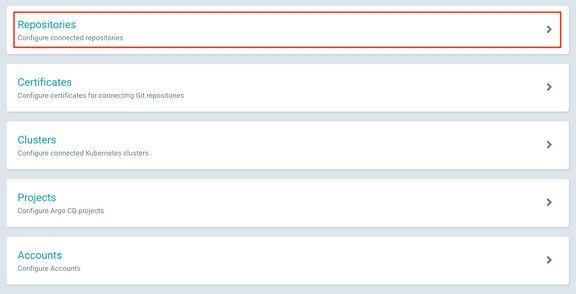 Repositories
Configure connected repositories
Certificates
Configure certificates for connecting Git repositories
Clusters
Configure connected Kubernetes clusters
Projects
Configure Argo CD projects
Accounts
Configure Accounts